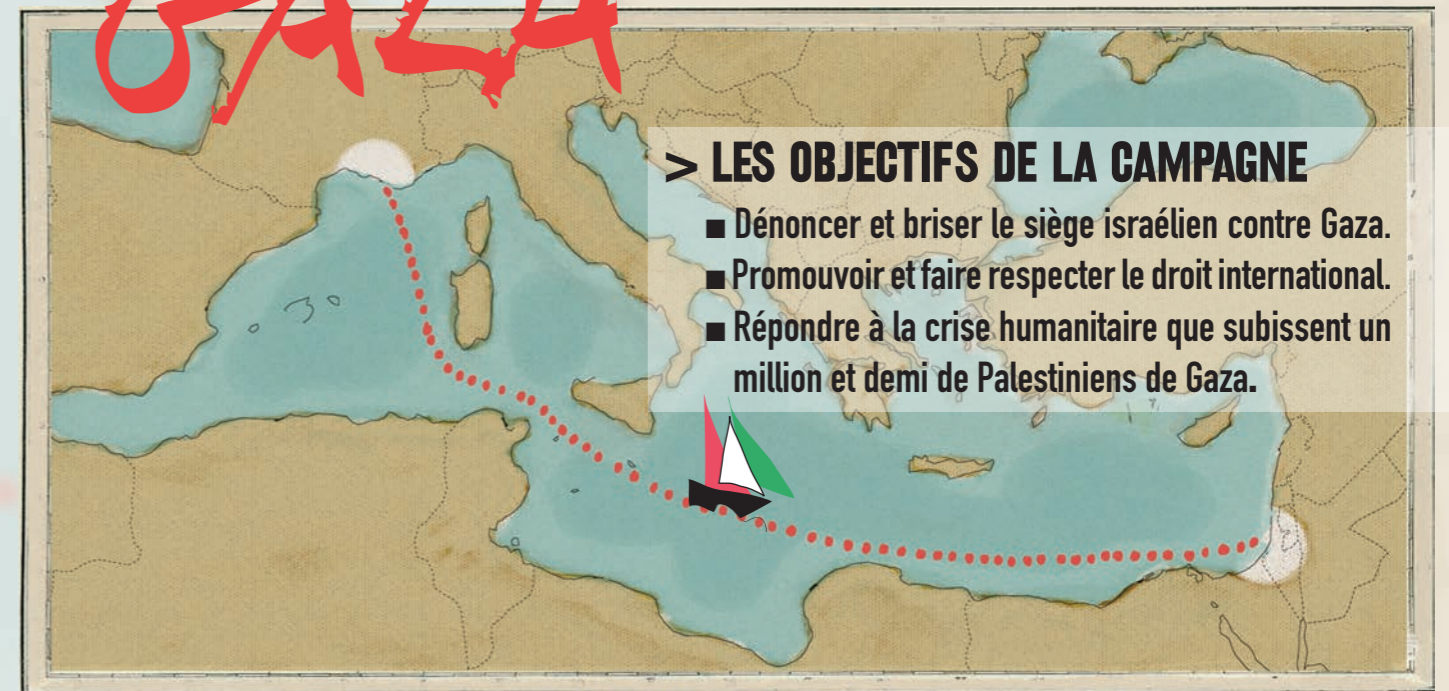 GAZA
> LES OBJECTIFS DE LA CAMPAGNE
■ Dénoncer et briser le siège israélien contre Gaza.
■ Promouvoir et faire respecter le droit international.
■ Répondre à la crise humanitaire que subissent un
million et demi de Palestiniens de Gaza.